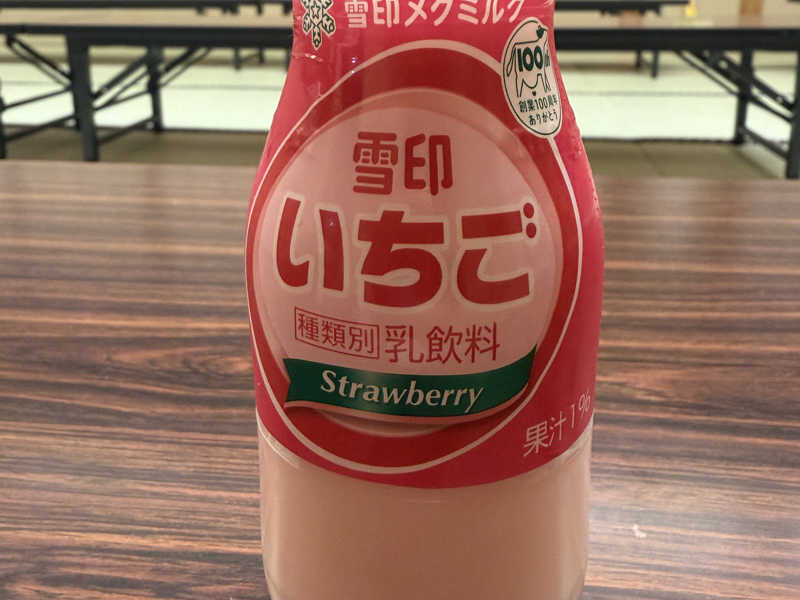 雪印メグミルク
100
創業100周年
ありがとう
雪印
いちご
種類別 乳飲料
Strawberry
果汁1%